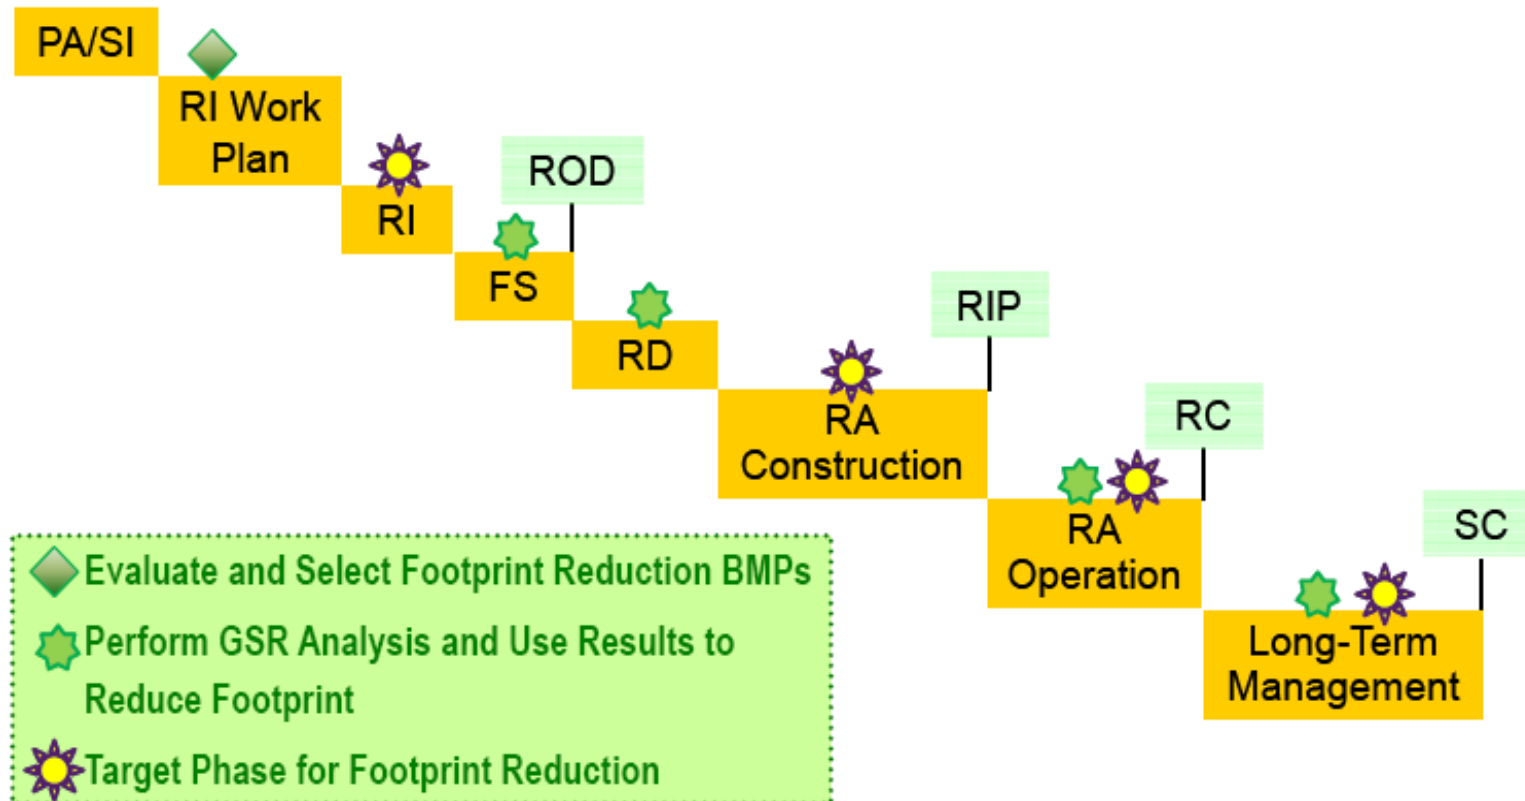 PA/SI
RI Work
Plan
RI
ROD
FS
RD
RIP
RA
Construction
RC
RA
Operation
SC
Long-Term
Management
Evaluate and Select Footprint Reduction BMPs
Perform GSR Analysis and Use Results to
Reduce Footprint
Target Phase for Footprint Reduction